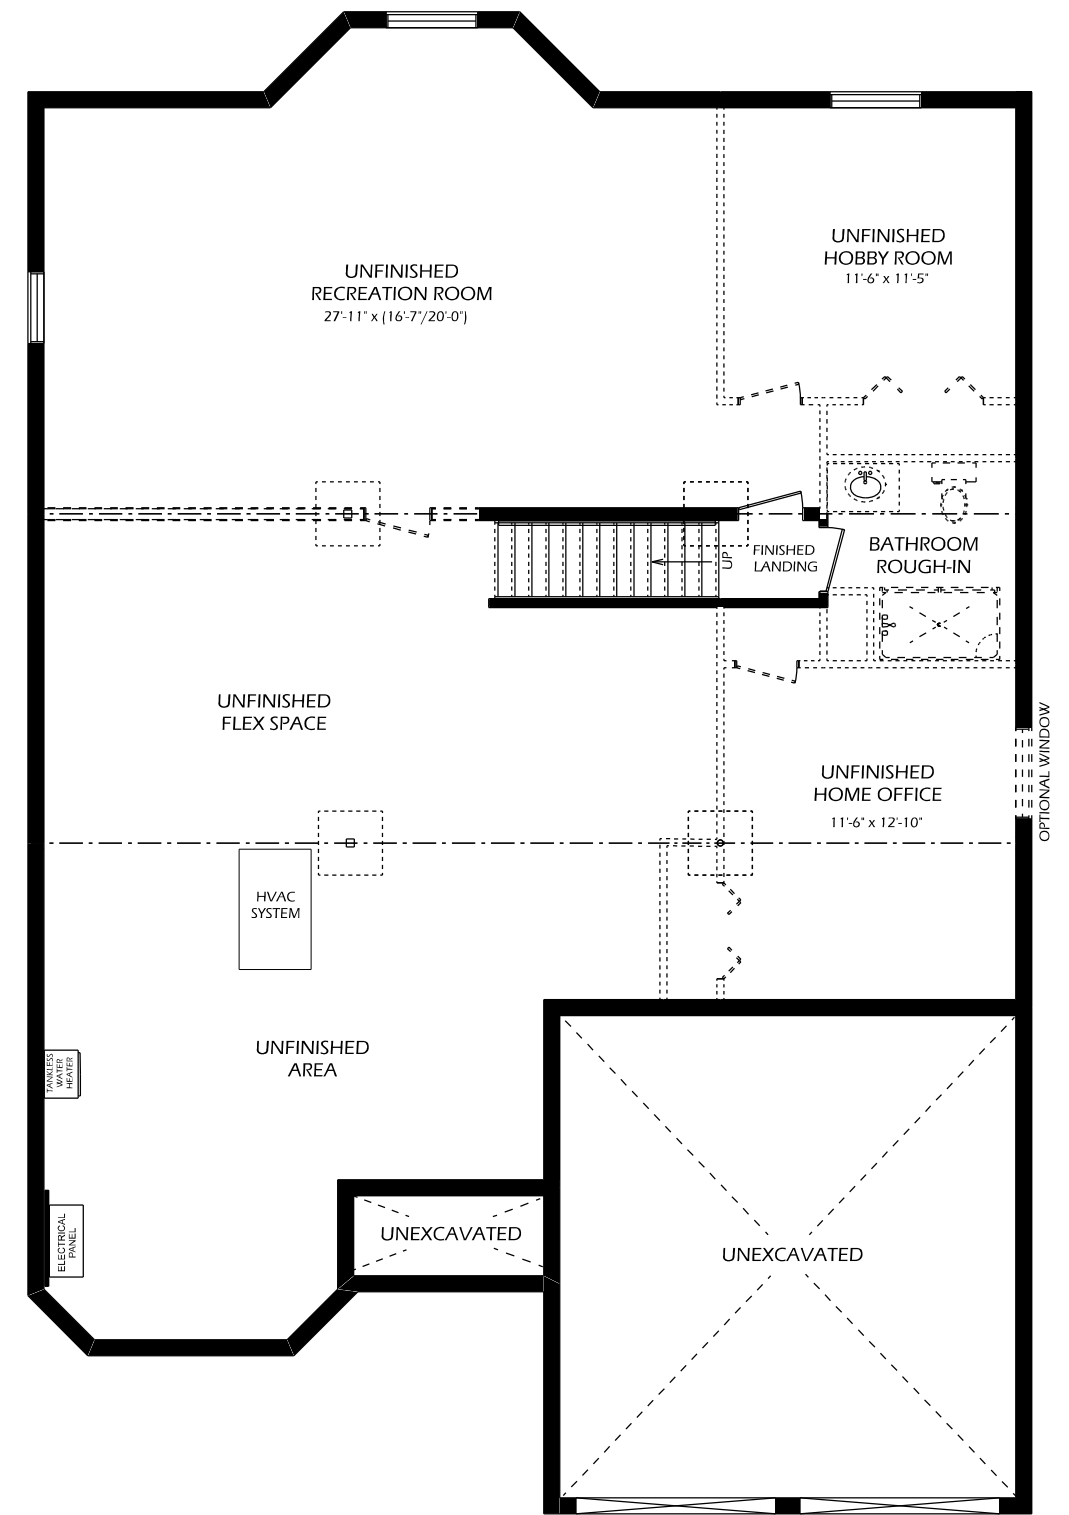 UNFINISHED
HOBBY ROOM
11'-6" x 11'-5"
UNFINISHED
RECREATION ROOM
27'-11" x (16'-7"/20'-0")
UP
FINISHED
LANDING
BATHROOM
ROUGH-IN
UNFINISHED
FLEX SPACE
UNFINISHED
HOME OFFICE
11'-6" x 12'-10"
OPTIONAL WINDOW
HVAC
SYSTEM
UNFINISHED
AREA
TANKLESS
WATER
HEATER
ELECTRICAL
PANEL
UNEXCAVATED
UNEXCAVATED